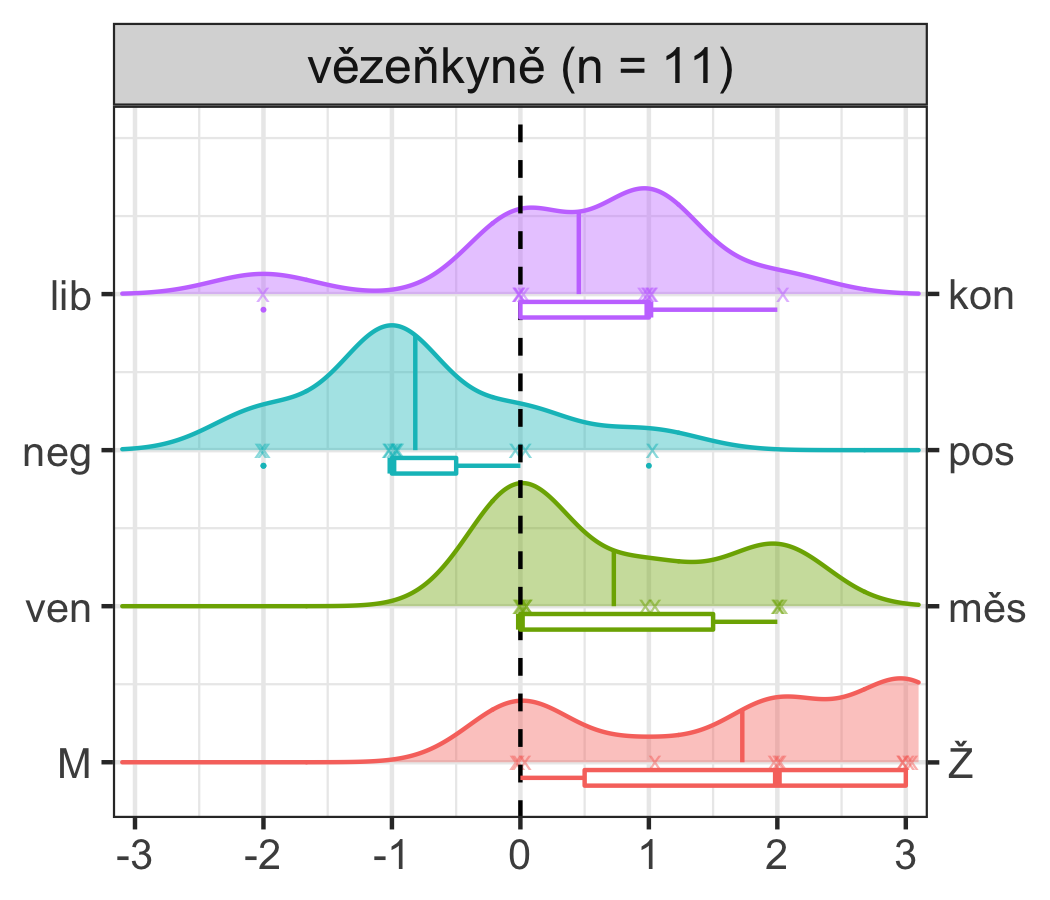 vězeňkyně (n = 11)
lib kon
neg pos
ven měs
M Ž
-3 -2 -1 0 1 2 3